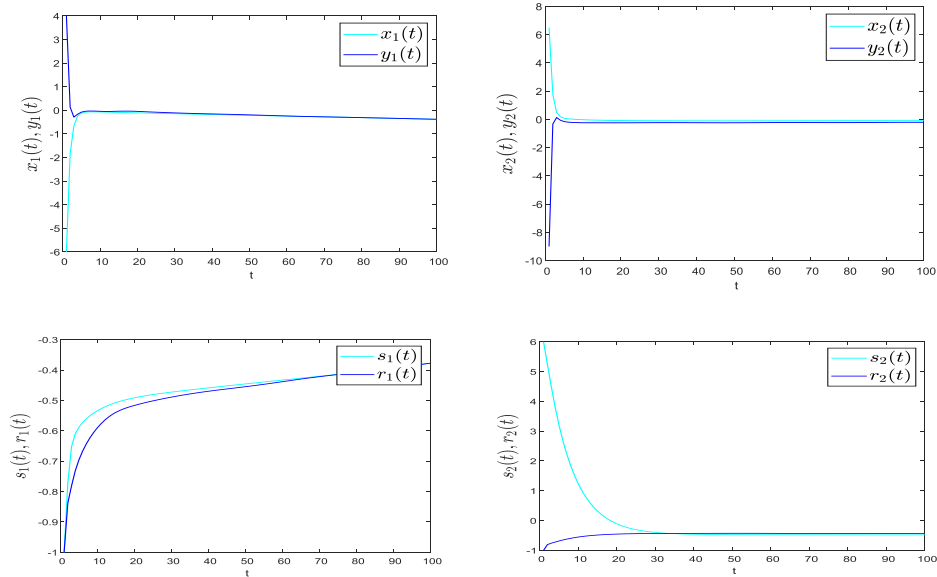 4
3
2
1
0
-1
-2
-3
-4
-5
-6
x₁(t), y₁(t)
x₁(t)
y₁(t)
0 10 20 30 40 50 60 70 80 90 100
t
8
6
4
2
0
-2
-4
-6
-8
-10
x₂(t), y₂(t)
x₂(t)
y₂(t)
0 10 20 30 40 50 60 70 80 90 100
t
-0.3
-0.4
-0.5
-0.6
-0.7
-0.8
-0.9
-1
s₁(t), r₁(t)
s₁(t)
r₁(t)
0 10 20 30 40 50 60 70 80 90 100
t
6
5
4
3
2
1
0
-1
s₂(t), r₂(t)
s₂(t)
r₂(t)
0 10 20 30 40 50 60 70 80 90 100
t